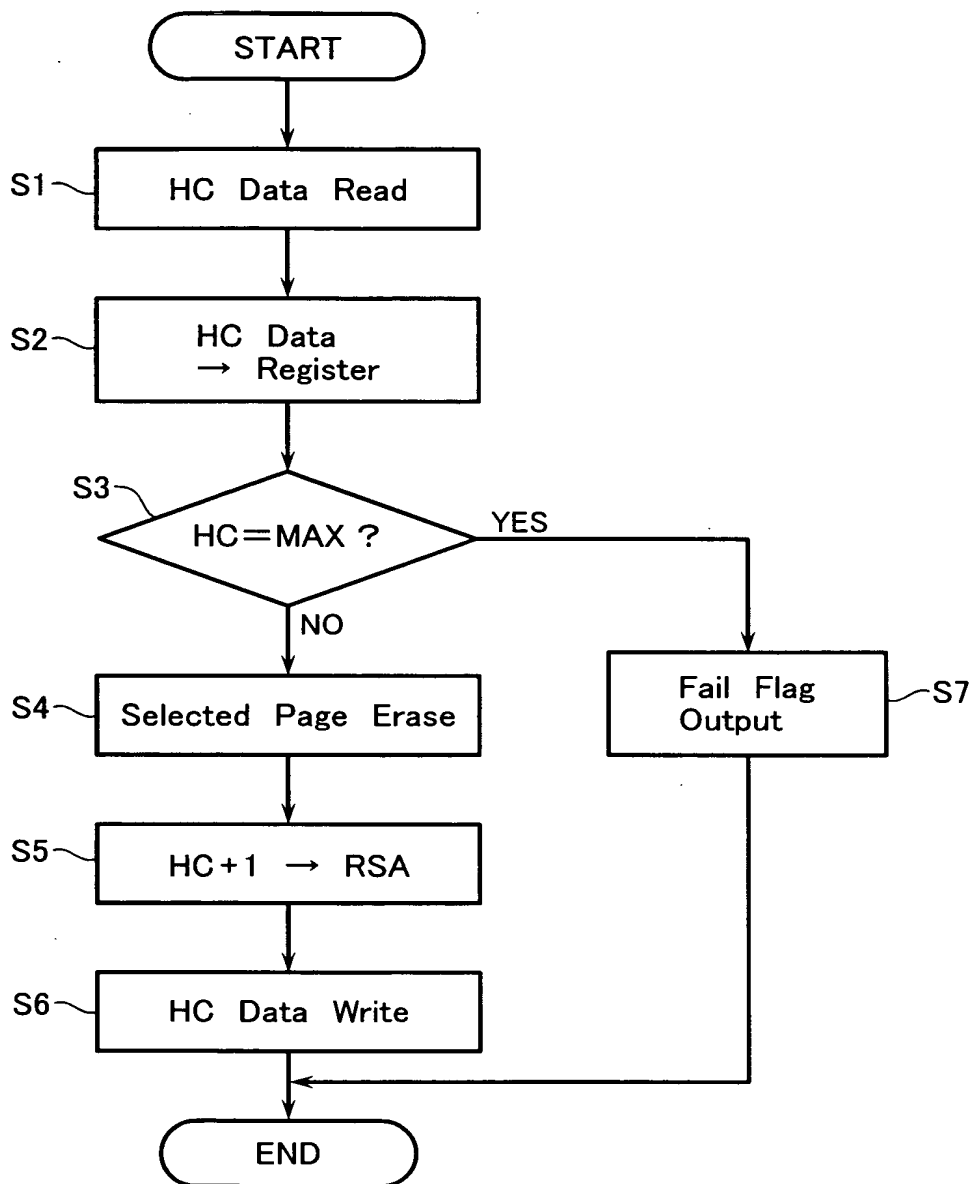 START
S1
HC Data Read
S2
HC Data
→ Register
S3
HC=MAX ?
YES
NO
S4
Selected Page Erase
Fail Flag
Output
S7
S5
HC+1 → RSA
S6
HC Data Write
END